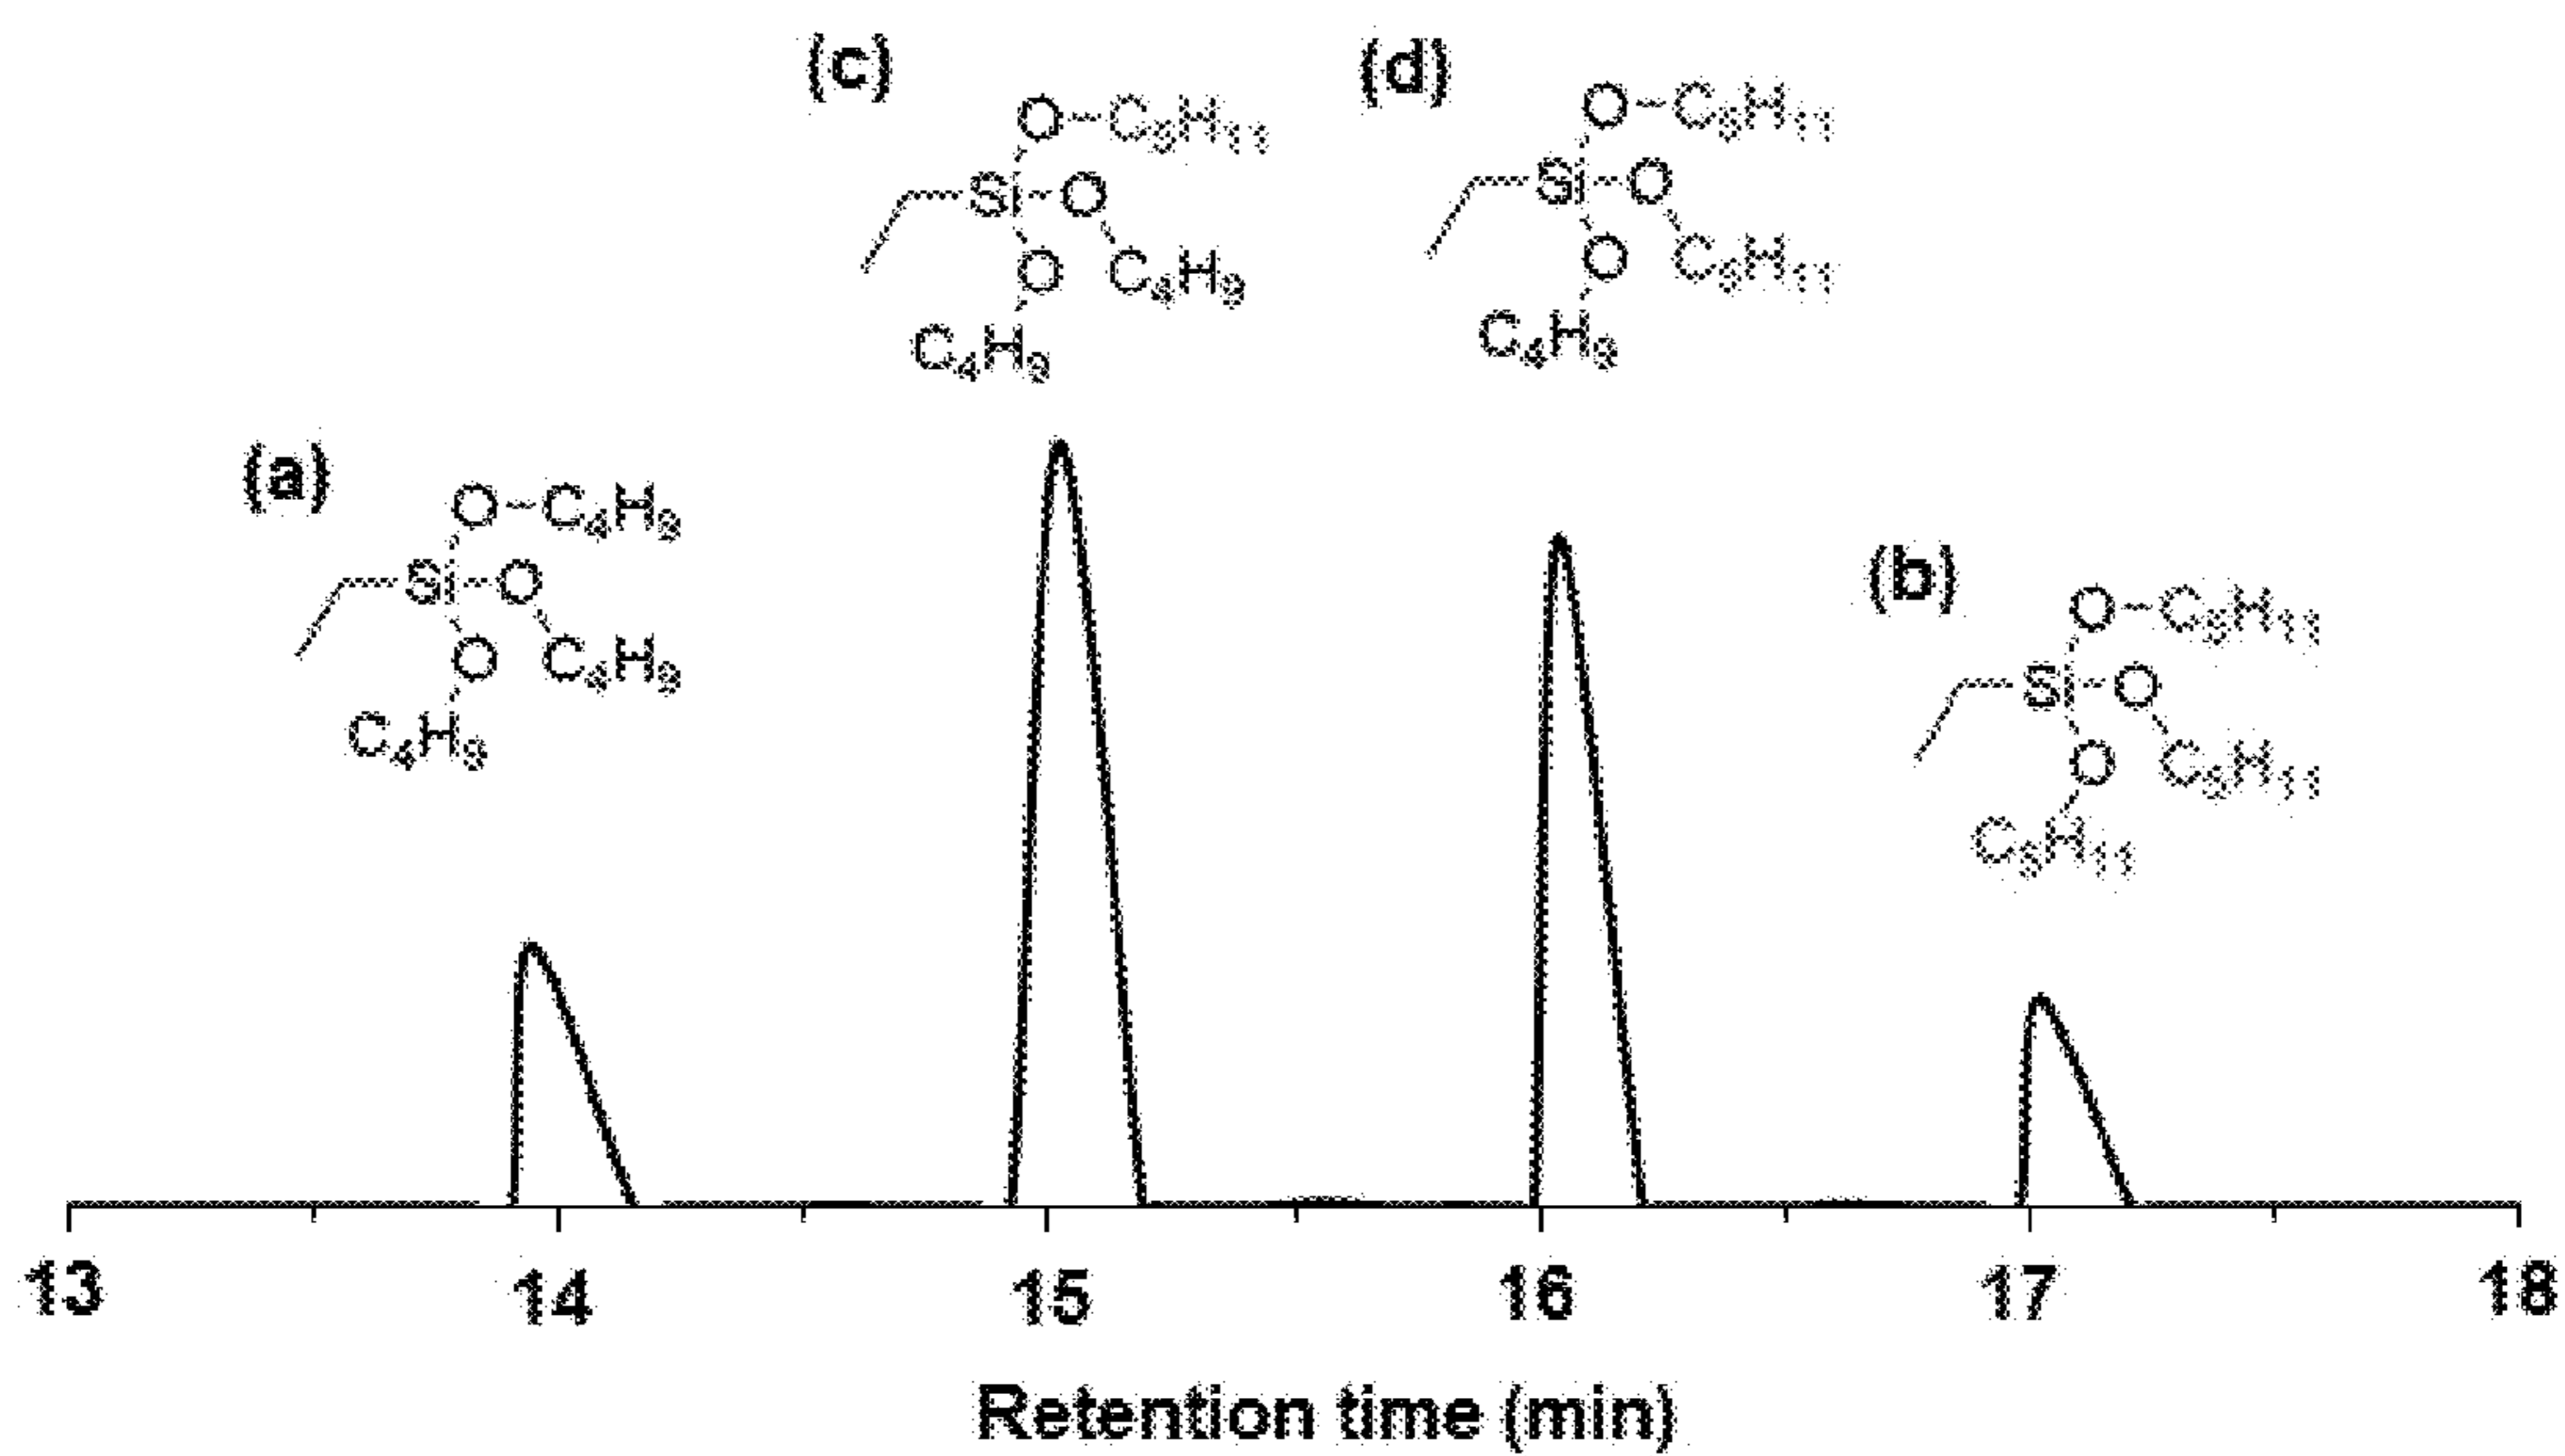 (c)
O-C₅H₁₁
Si-O
O C₄H₉
C₄H₉
(d)
O-C₅H₁₁
Si-O
O C₅H₁₁
C₄H₉
(a)
O-C₄H₉
Si-O
O C₄H₉
C₄H₉
(b)
O-C₅H₁₁
Si-O
O C₅H₁₁
C₅H₁₁
13 14 15 16 17 18
Retention time (min)